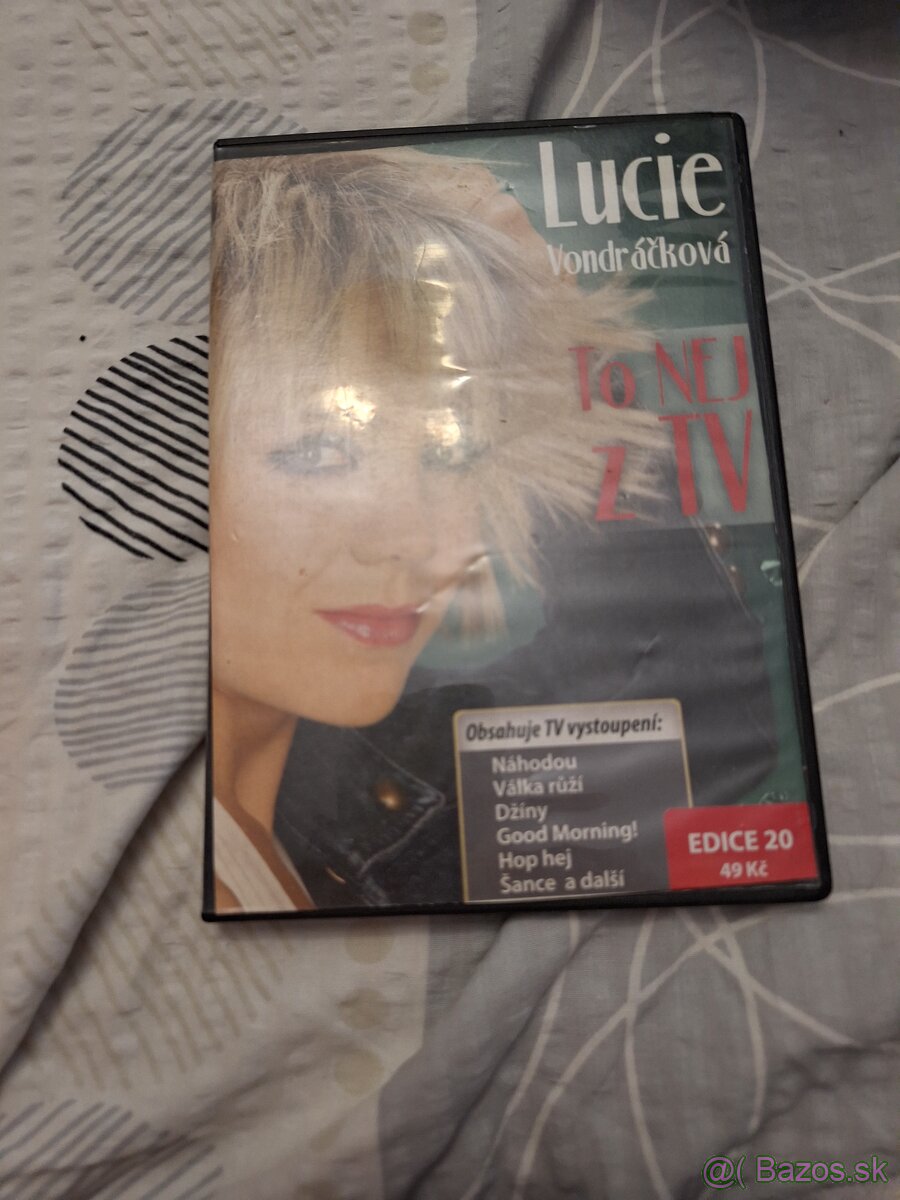 Lucie
Vondráčková
To NEJ
z TV
Obsahuje TV vystoupení:
Náhodou
Válka růží
Džíny
Good Morning!
Hop hej
Šance a další
EDICE 20
49 Kč
@( Bazos.sk